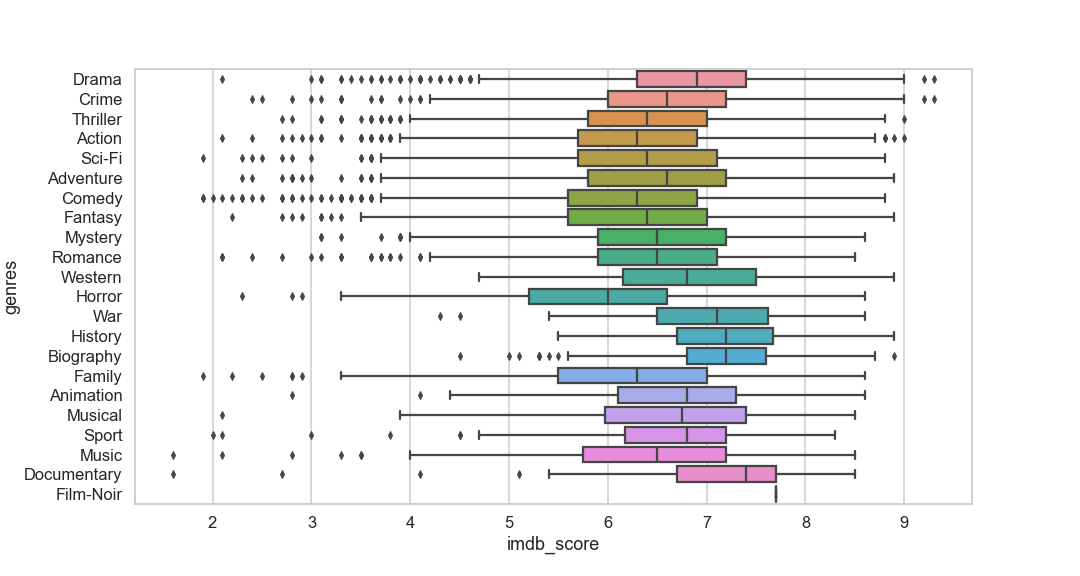 Drama
Crime
Thriller
Action
Sci-Fi
Adventure
Comedy
Fantasy
Mystery
Romance
Western
Horror
War
History
Biography
Family
Animation
Musical
Sport
Music
Documentary
Film-Noir
genres
2 3 4 5 6 7 8 9
imdb_score